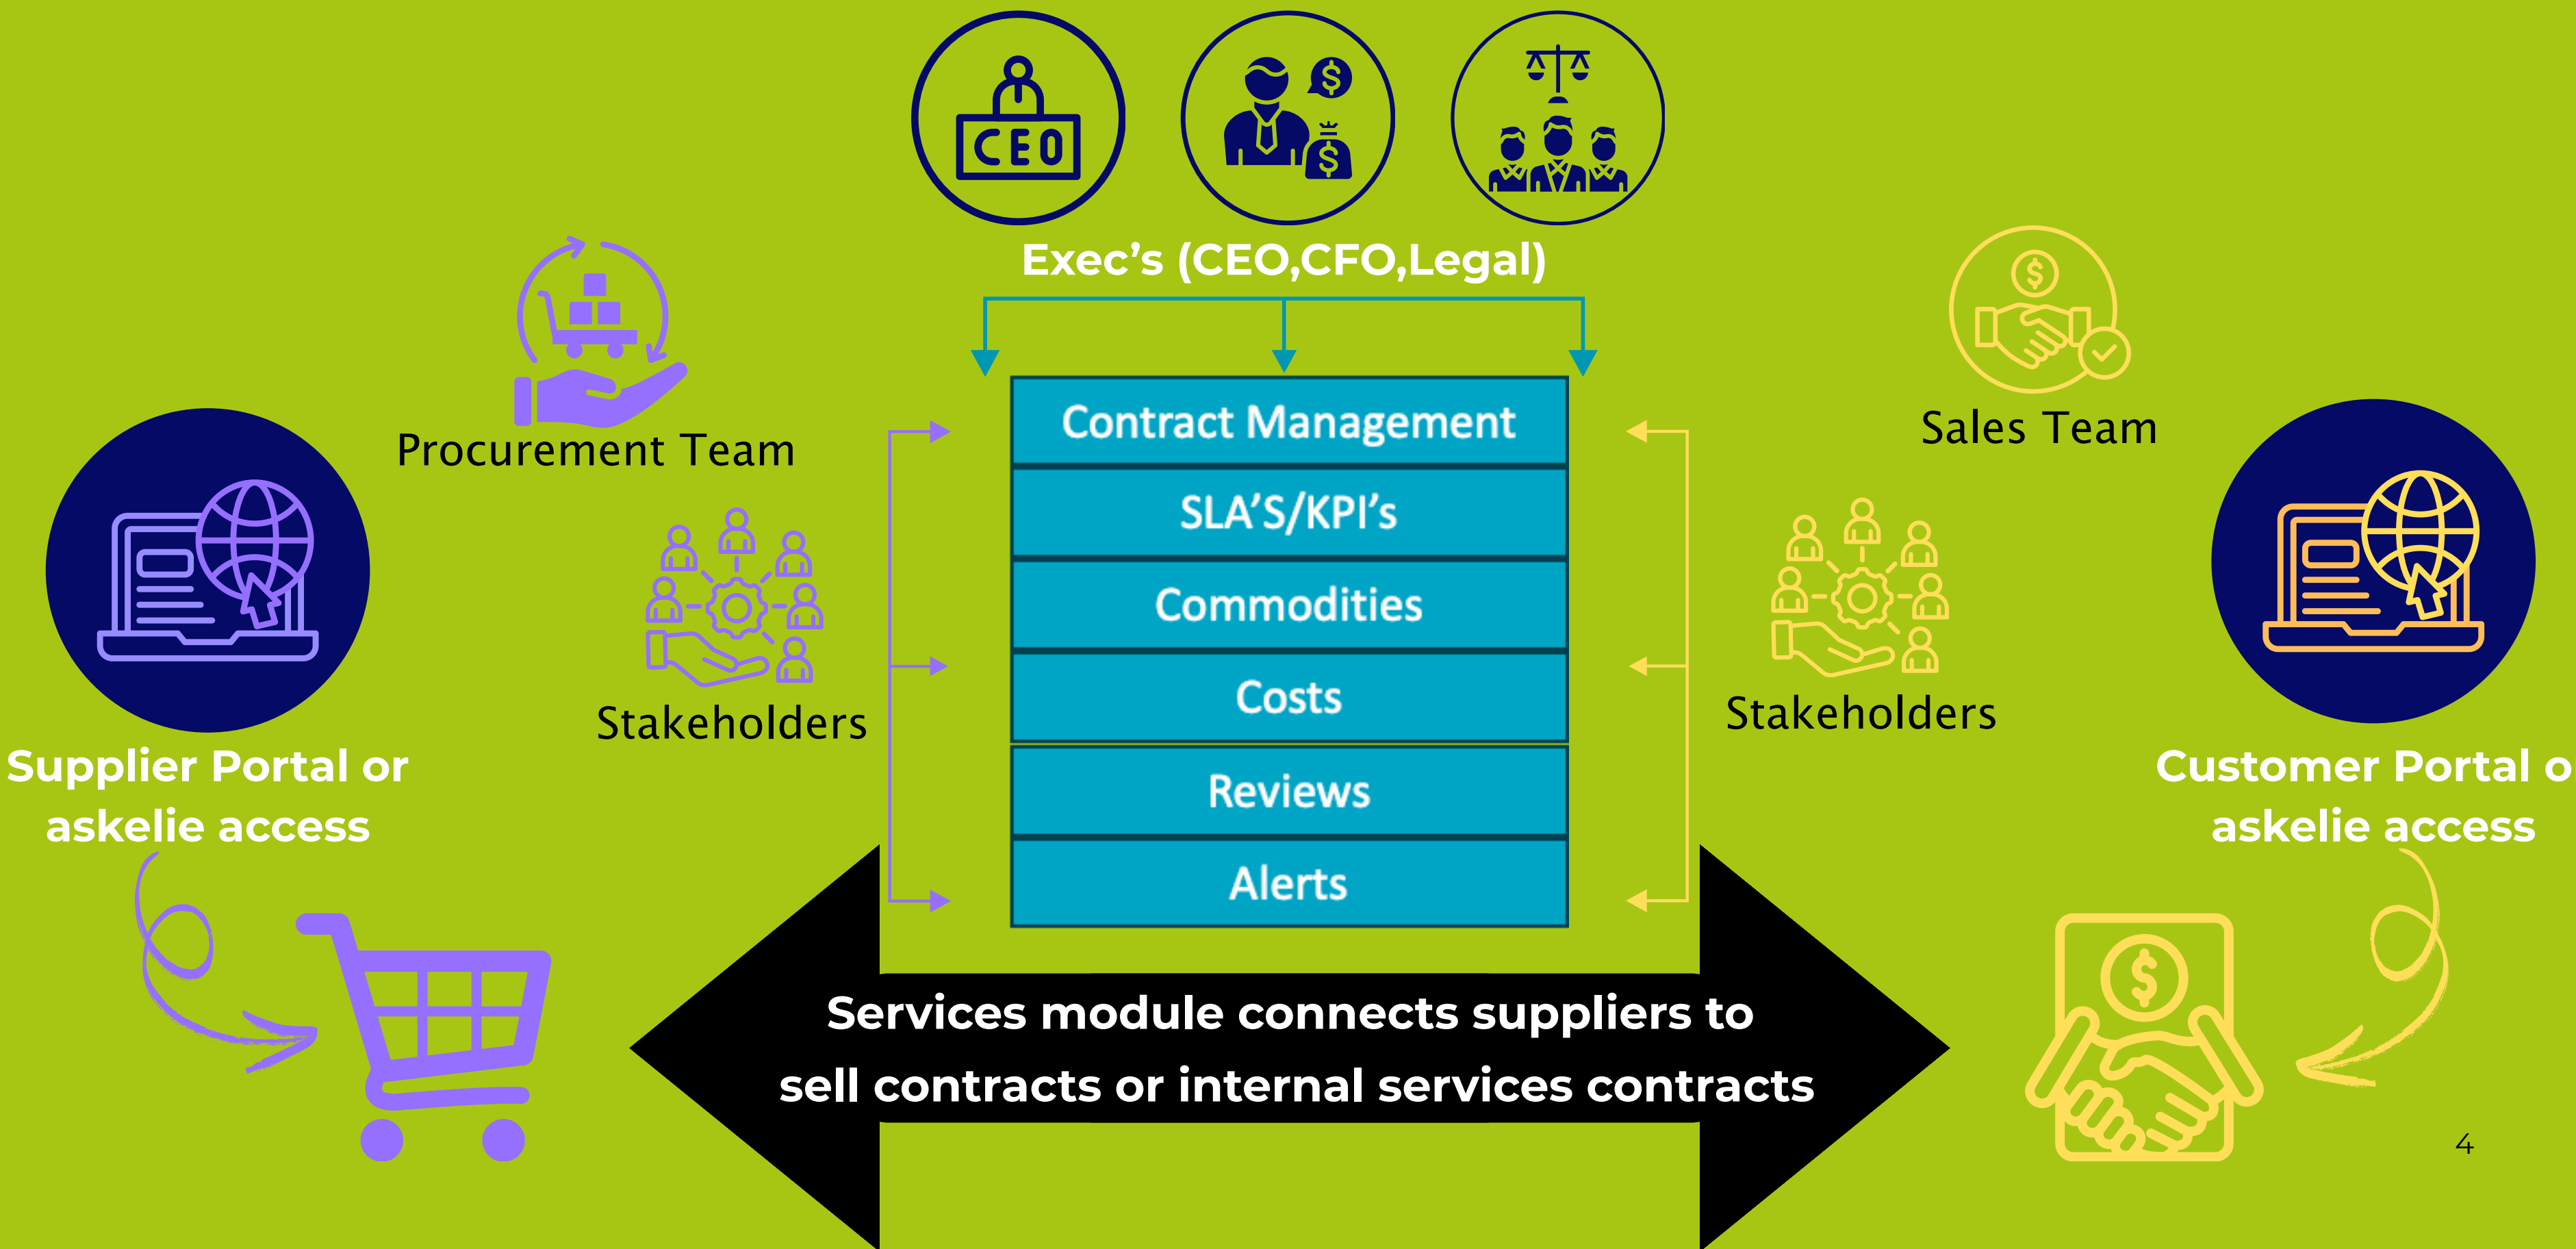 CEO
$
$
Exec's (CEO,CFO,Legal)
Procurement Team
Stakeholders
Supplier Portal or
askelie access
Contract Management
SLA'S/KPI's
Commodities
Costs
Reviews
Alerts
$
Sales Team
Stakeholders
Customer Portal o
askelie access
Services module connects suppliers to
sell contracts or internal services contracts
$
4